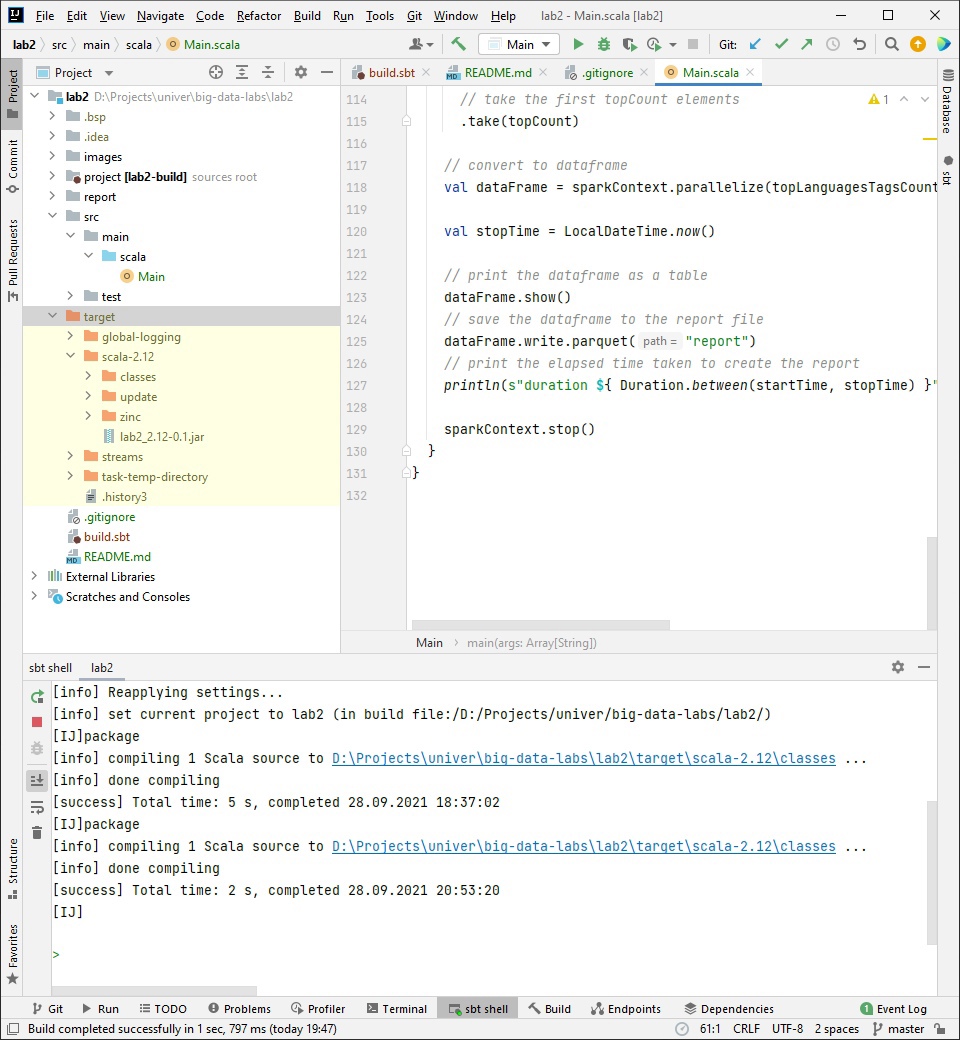 File Edit View Navigate Code Refactor Build Run Tools Git Window Help lab2 - Main.scala [lab2]
lab2 src main scala Main.scala Main Git:
Project
build.sbt README.md .gitignore Main.scala
Project
Commit
Pull Requests
Structure
Favorites
lab2 D:\Projects\univer\big-data-labs\lab2
.bsp
.idea
images
project [lab2-build] sources root
report
src
main
scala
Main
test
target
global-logging
scala-2.12
classes
update
zinc
lab2_2.12-0.1.jar
streams
task-temp-directory
.history3
.gitignore
build.sbt
README.md
External Libraries
Scratches and Consoles
1
114 // take the first topCount elements
115 .take(topCount)
116
117 // convert to dataframe
118 val dataFrame = sparkContext.parallelize(topLanguagesTagsCount
119
120 val stopTime = LocalDateTime.now()
121
122 // print the dataframe as a table
123 dataFrame.show()
124 // save the dataframe to the report file
125 dataFrame.write.parquet( path = "report")
126 // print the elapsed time taken to create the report
127 println(s"duration ${ Duration.between(startTime, stopTime) }"
128
129 sparkContext.stop()
130 }
131 }
132
Main main(args: Array[String])
Database
sbt
sbt shell lab2
[info] Reapplying settings...
[info] set current project to lab2 (in build file:/D:/Projects/univer/big-data-labs/lab2/)
[IJ]package
[info] compiling 1 Scala source to D:\Projects\univer\big-data-labs\lab2\target\scala-2.12\classes ...
[info] done compiling
[success] Total time: 5 s, completed 28.09.2021 18:37:02
[IJ]package
[info] compiling 1 Scala source to D:\Projects\univer\big-data-labs\lab2\target\scala-2.12\classes ...
[info] done compiling
[success] Total time: 2 s, completed 28.09.2021 20:53:20
[IJ]
>
Git Run TODO Problems Profiler Terminal sbt shell Build Endpoints Dependencies 1 Event Log
Build completed successfully in 1 sec, 797 ms (today 19:47) 61:1 CRLF UTF-8 2 spaces master